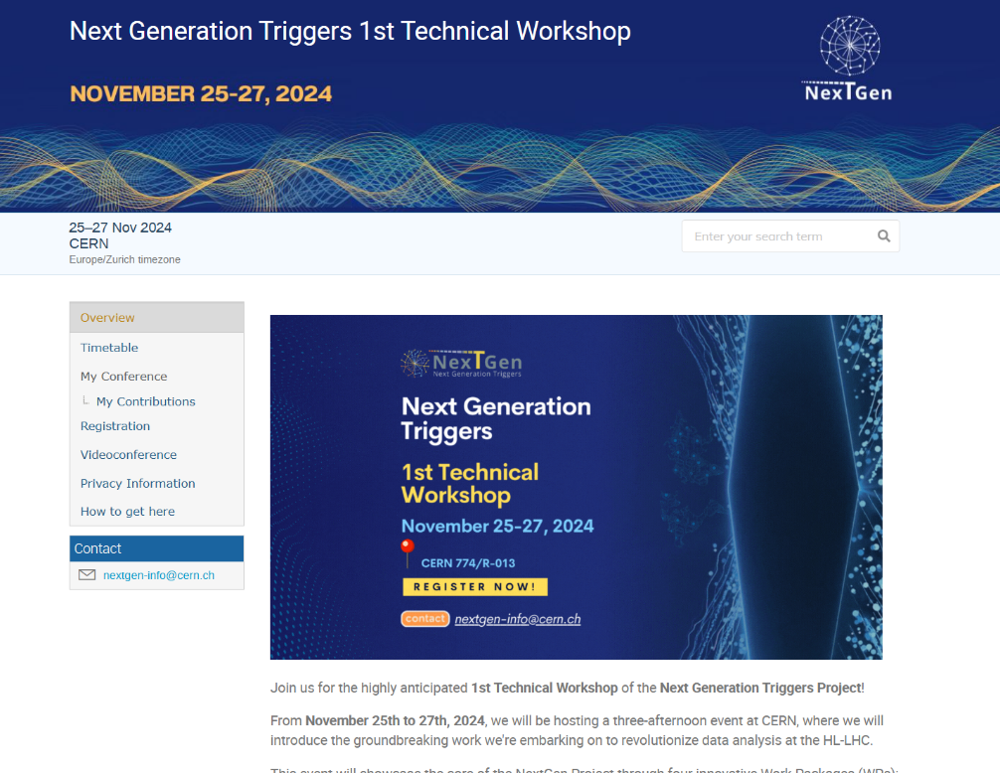 Next Generation Triggers 1st Technical Workshop
NOVEMBER 25-27, 2024
NexTGen
25–27 Nov 2024
CERN
Europe/Zurich timezone
Enter your search term
Overview
Timetable
My Conference
My Contributions
Registration
Videoconference
Privacy Information
How to get here
Contact
nextgen-info@cern.ch
NexTGen
Next Generation Triggers
Next Generation
Triggers
1st Technical
Workshop
November 25-27, 2024
CERN 774/R-013
REGISTER NOW!
contact nextgen-info@cern.ch
Join us for the highly anticipated 1st Technical Workshop of the Next Generation Triggers Project!
From November 25th to 27th, 2024, we will be hosting a three-afternoon event at CERN, where we will
introduce the groundbreaking work we're embarking on to revolutionize data analysis at the HL-LHC.
This event will showcase the core of the NextGen Project through four innovative Work Packages (WPs):